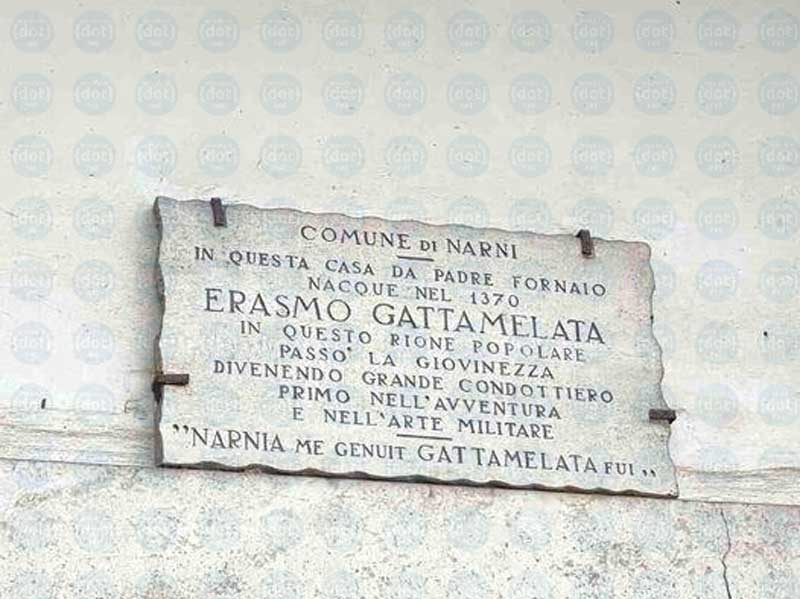 COMUNE DI NARNI
IN QUESTA CASA DA PADRE FORNAIO
NACQUE NEL 1370
ERASMO GATTAMELATA
IN QUESTO RIONE POPOLARE
PASSO' LA GIOVINEZZA
DIVENENDO GRANDE CONDOTTIERO
PRIMO NELL'AVVENTURA
E NELL'ARTE MILITARE
"NARNIA ME GENUIT GATTAMELATA FUI"